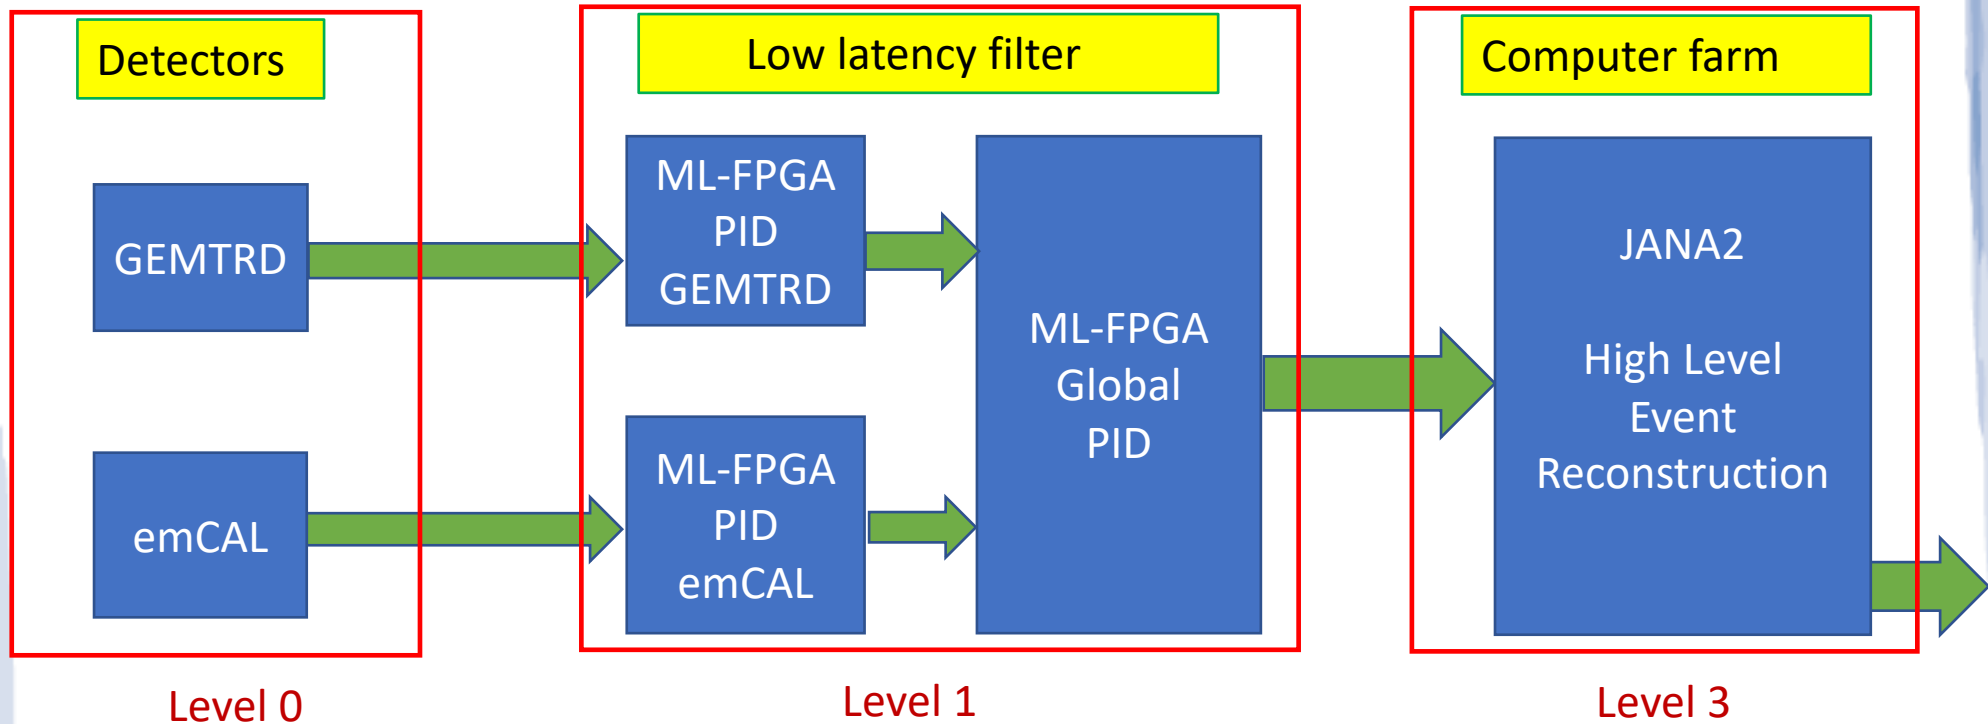 Detectors
GEMTRD
emCAL
Level 0
Low latency filter
ML-FPGA
PID
GEMTRD
ML-FPGA
PID
emCAL
ML-FPGA
Global
PID
Level 1
Computer farm
JANA2
High Level
Event
Reconstruction
Level 3